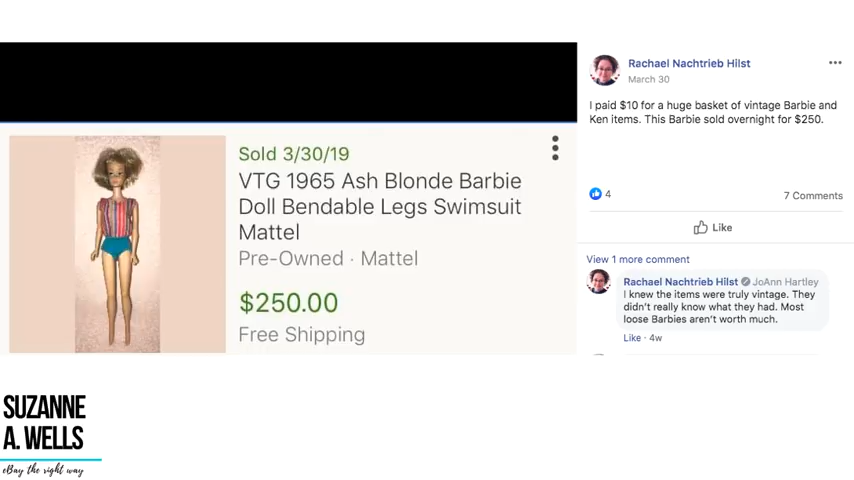 Sold 3/30/19
VTG 1965 Ash Blonde Barbie
Doll Bendable Legs Swimsuit
Mattel
Pre-Owned · Mattel
$250.00
Free Shipping
Rachael Nachtrieb Hilst
March 30
I paid $10 for a huge basket of vintage Barbie and
Ken items. This Barbie sold overnight for $250.
4
7 Comments
Like
View 1 more comment
Rachael Nachtrieb Hilst JoAnn Hartley
I knew the items were truly vintage. They
didn't really know what they had. Most
loose Barbies aren't worth much.
Like · 4w
SUZANNE
A. WELLS
eBay the right way